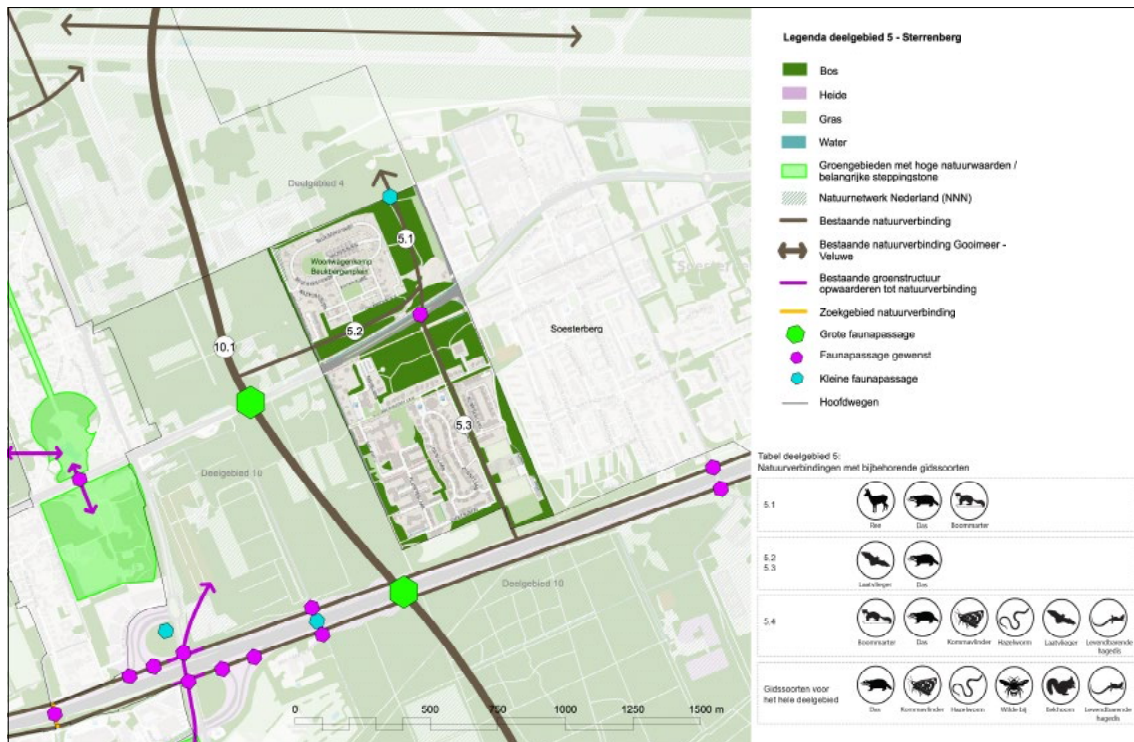 Deelgebied 4
5.1
Woonwagenkamp
Beukbergenplein
5.2
Soesterberg
10.1
5.3
Deelgebied 10
Deelgebied 10
0 250 500 750 1000 1250 1500 m
Legenda deelgebied 5 - Sterrenberg
Bos
Heide
Gras
Water
Groengebieden met hoge natuurwaarden /
belangrijke steppingstone
Natuurnetwerk Nederland (NNN)
Bestaande natuurverbinding
Bestaande natuurverbinding Gooimeer -
Veluwe
Bestaande groenstructuur
opwaarderen tot natuurverbinding
Zoekgebied natuurverbinding
Grote faunapassage
Faunapassage gewenst
Kleine faunapassage
Hoofdwegen
Tabel deelgebied 5:
Natuurverbindingen met bijbehorende gidssoorten
5.1
Ree Das Boommarter
5.2
5.3
Laatvlieger Das
5.4
Boommarter Das Kommavlinder Hazelworm Laatvlieger Levendbarende
hagedis
Gidssoorten voor
het hele deelgebied
Das Kommavlinder Hazelworm Wilde bij Eekhoorn Levendbarende
hagedis